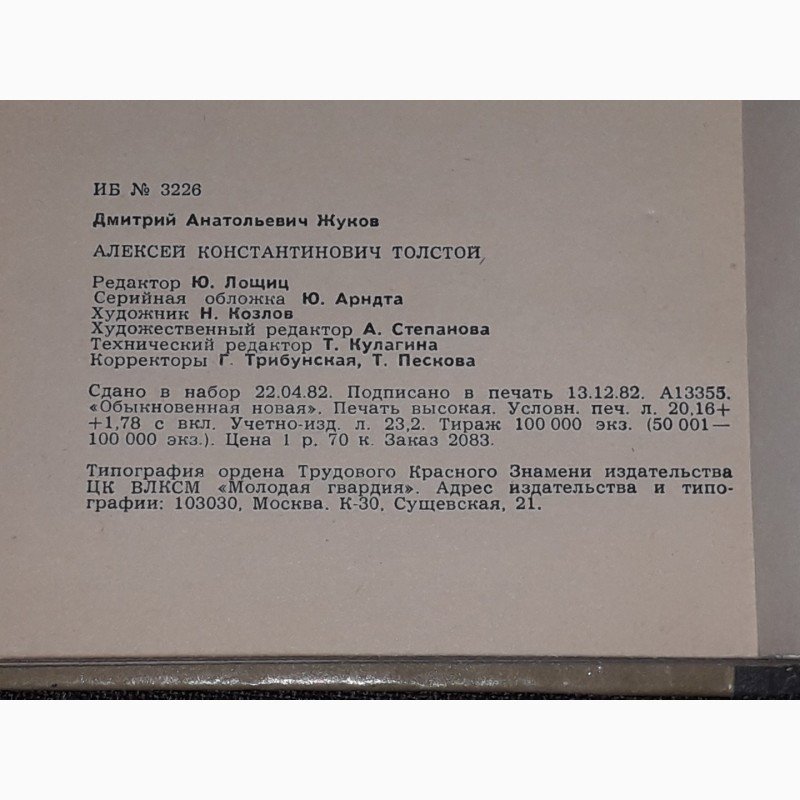 ИБ № 3226
Дмитрий Анатольевич Жуков
АЛЕКСЕЙ КОНСТАНТИНОВИЧ ТОЛСТОЙ
Редактор Ю. Лощиц
Серийная обложка Ю. Арндта
Художник Н. Козлов
Художественный редактор А. Степанова
Технический редактор Т. Кулагина
Корректоры Г. Трибунская, Т. Пескова
Сдано в набор 22.04.82. Подписано в печать 13.12.82. А13355.
«Обыкновенная новая». Печать высокая. Условн. печ. л. 20,16+
+1,78 с вкл. Учетно-изд. л. 23,2. Тираж 100 000 экз. (50 001—
100 000 экз.). Цена 1 р. 70 к. Заказ 2083.
Типография ордена Трудового Красного Знамени издательства
ЦК ВЛКСМ «Молодая гвардия». Адрес издательства и типо-
графии: 103030, Москва. К-30, Сущевская, 21.